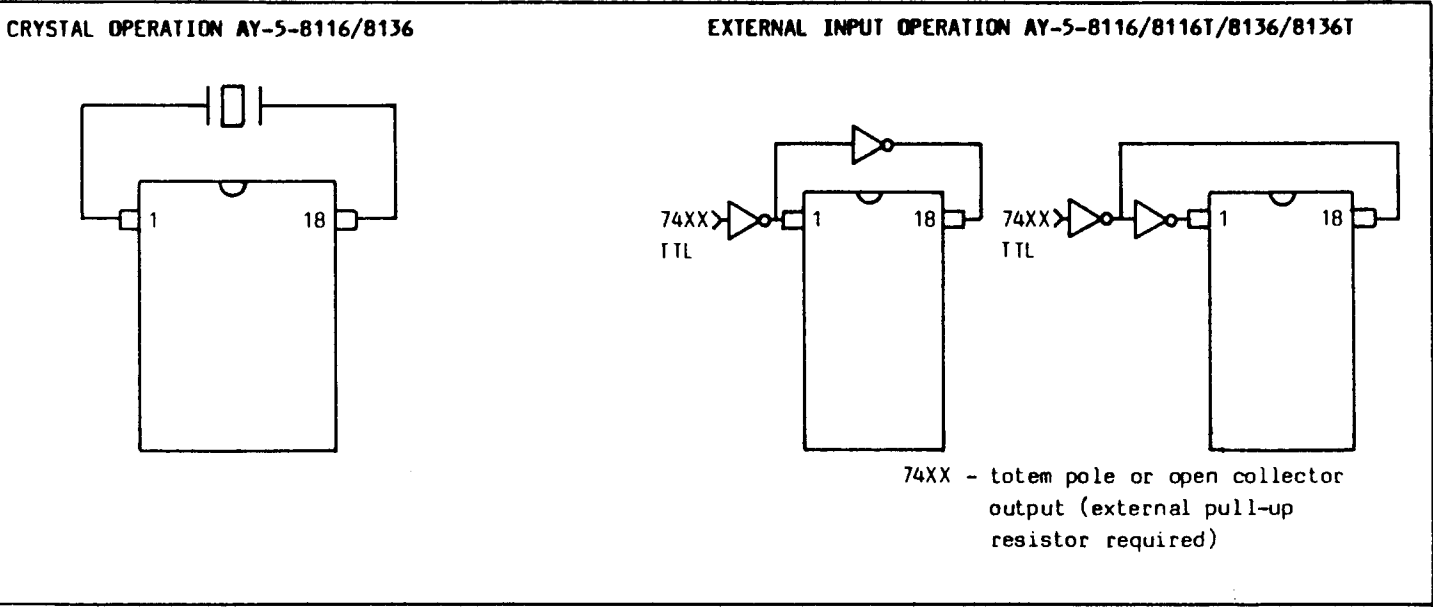 CRYSTAL OPERATION AY-5-8116/8136
EXTERNAL INPUT OPERATION AY-5-8116/8116T/8136/8136T
1 18
74XX
TTL
1 18
74XX
TTL
1 18
74XX - totem pole or open collector
output (external pull-up
resistor required)